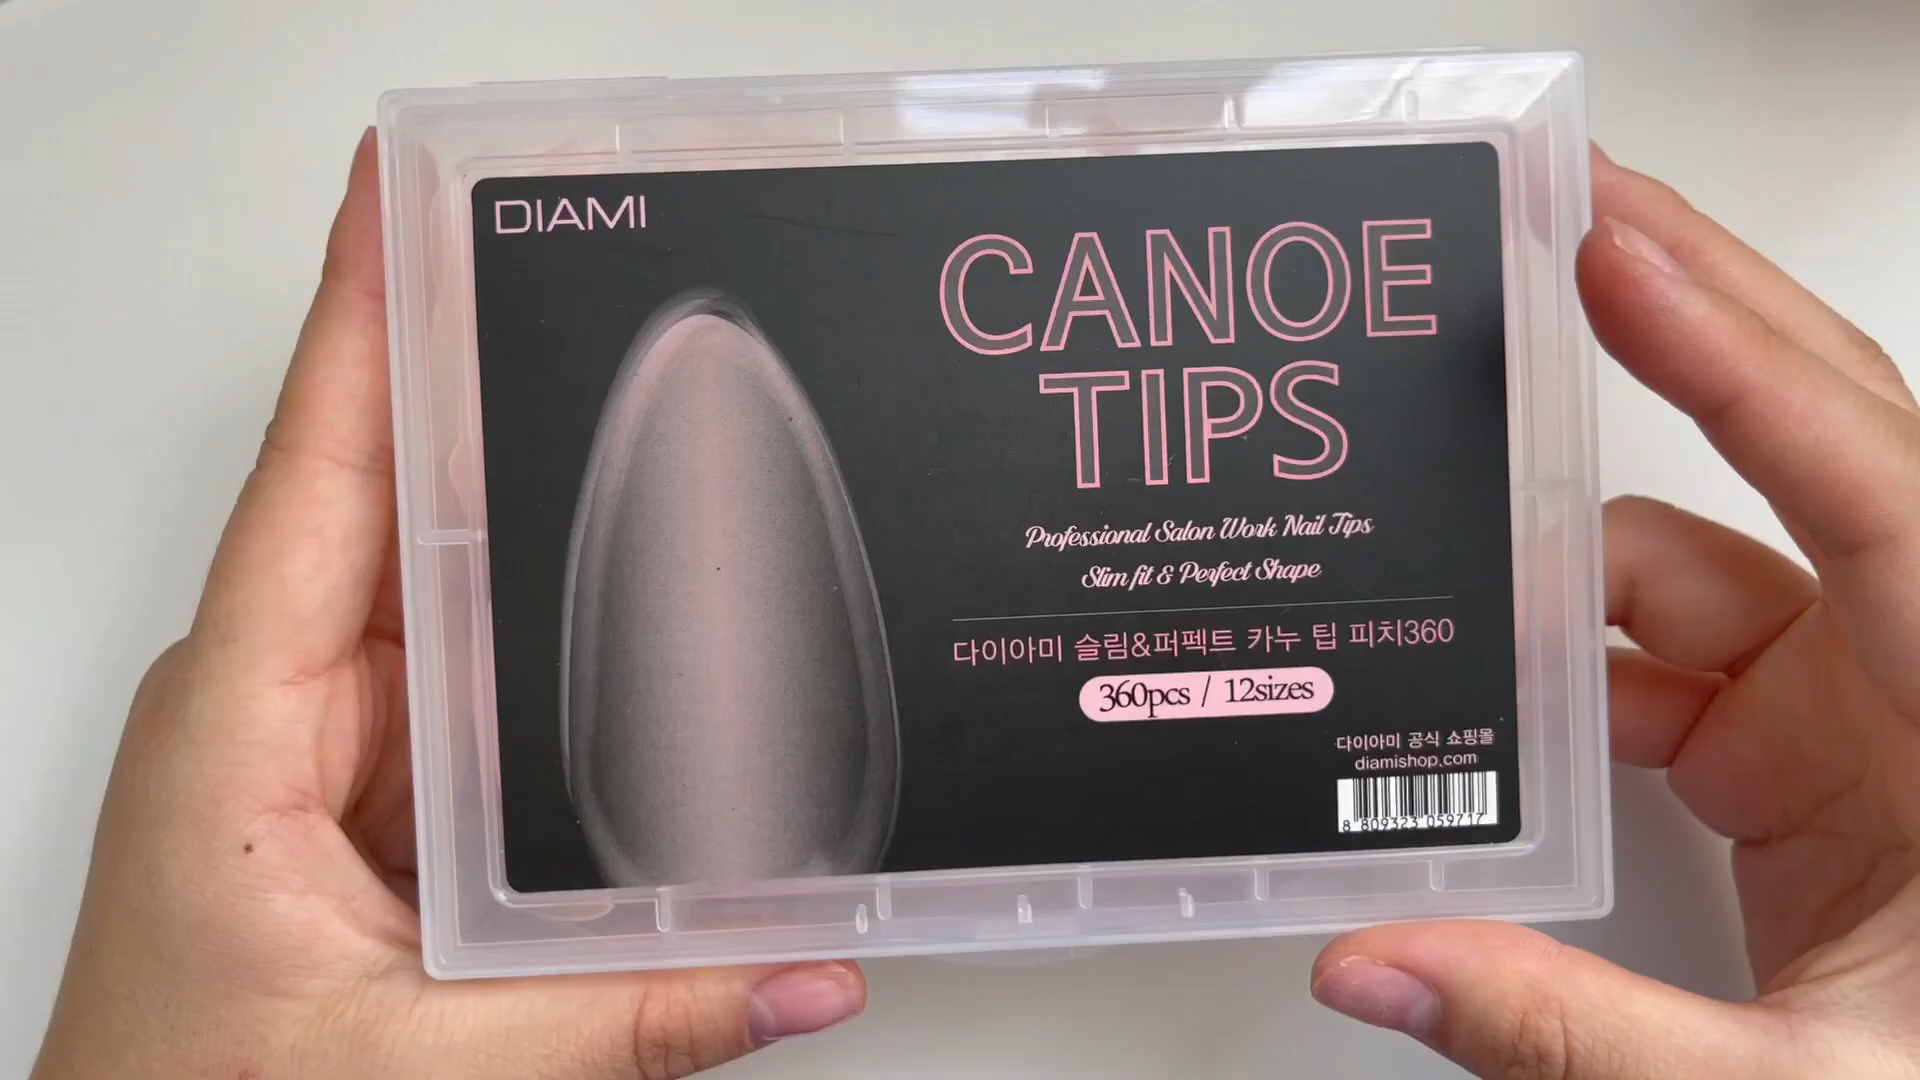 DIAMI
CANOE
TIPS
Professional Salon Work Nail Tips
Slim fit & Perfect Shape
다이아미 슬림&퍼펙트 카누 팁 피치360
360pcs / 12sizes
다이아미 공식 쇼핑몰
diamishop.com
8 809323 059717